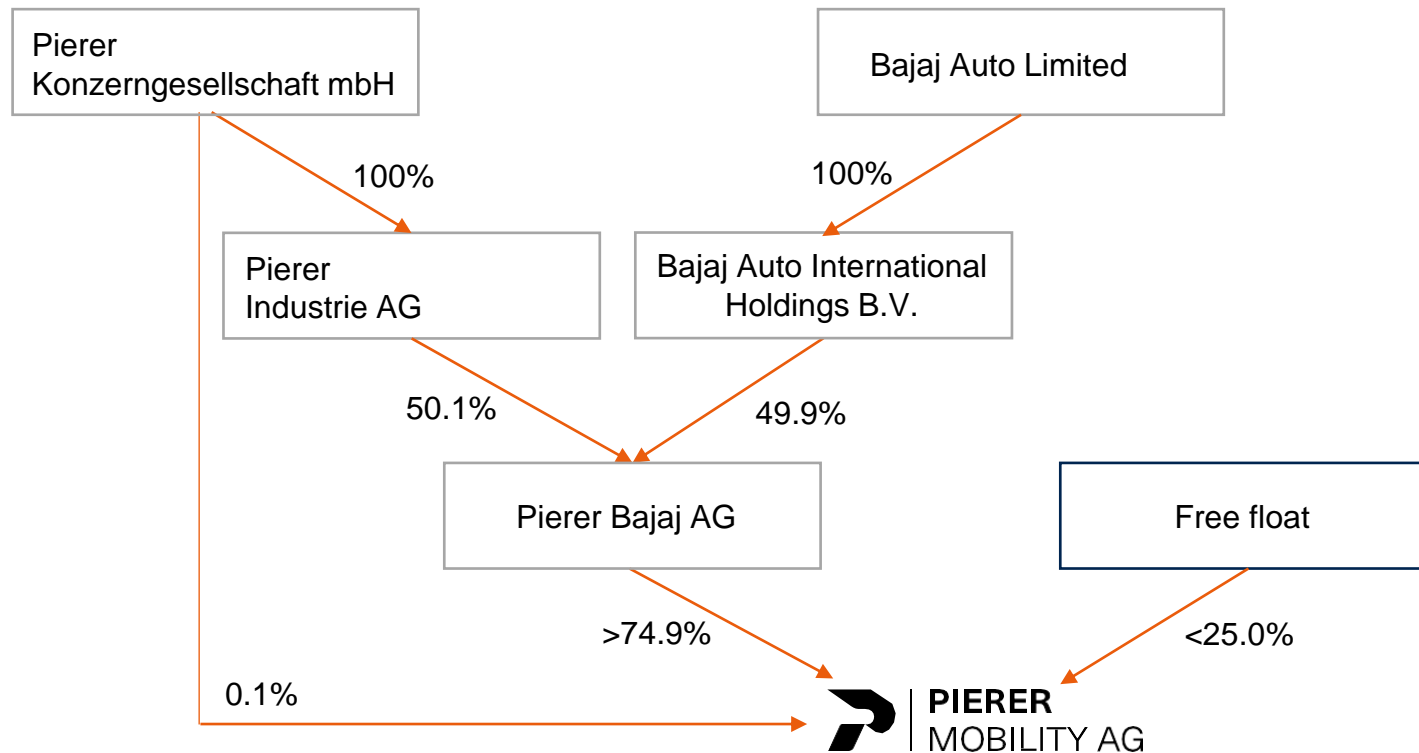 Pierer
Konzerngesellschaft mbH
Bajaj Auto Limited
100%
100%
Pierer
Industrie AG
Bajaj Auto International
Holdings B.V.
50.1%
49.9%
Pierer Bajaj AG
Free float
>74.9%
<25.0%
0.1%
PIERER
MOBILITY AG